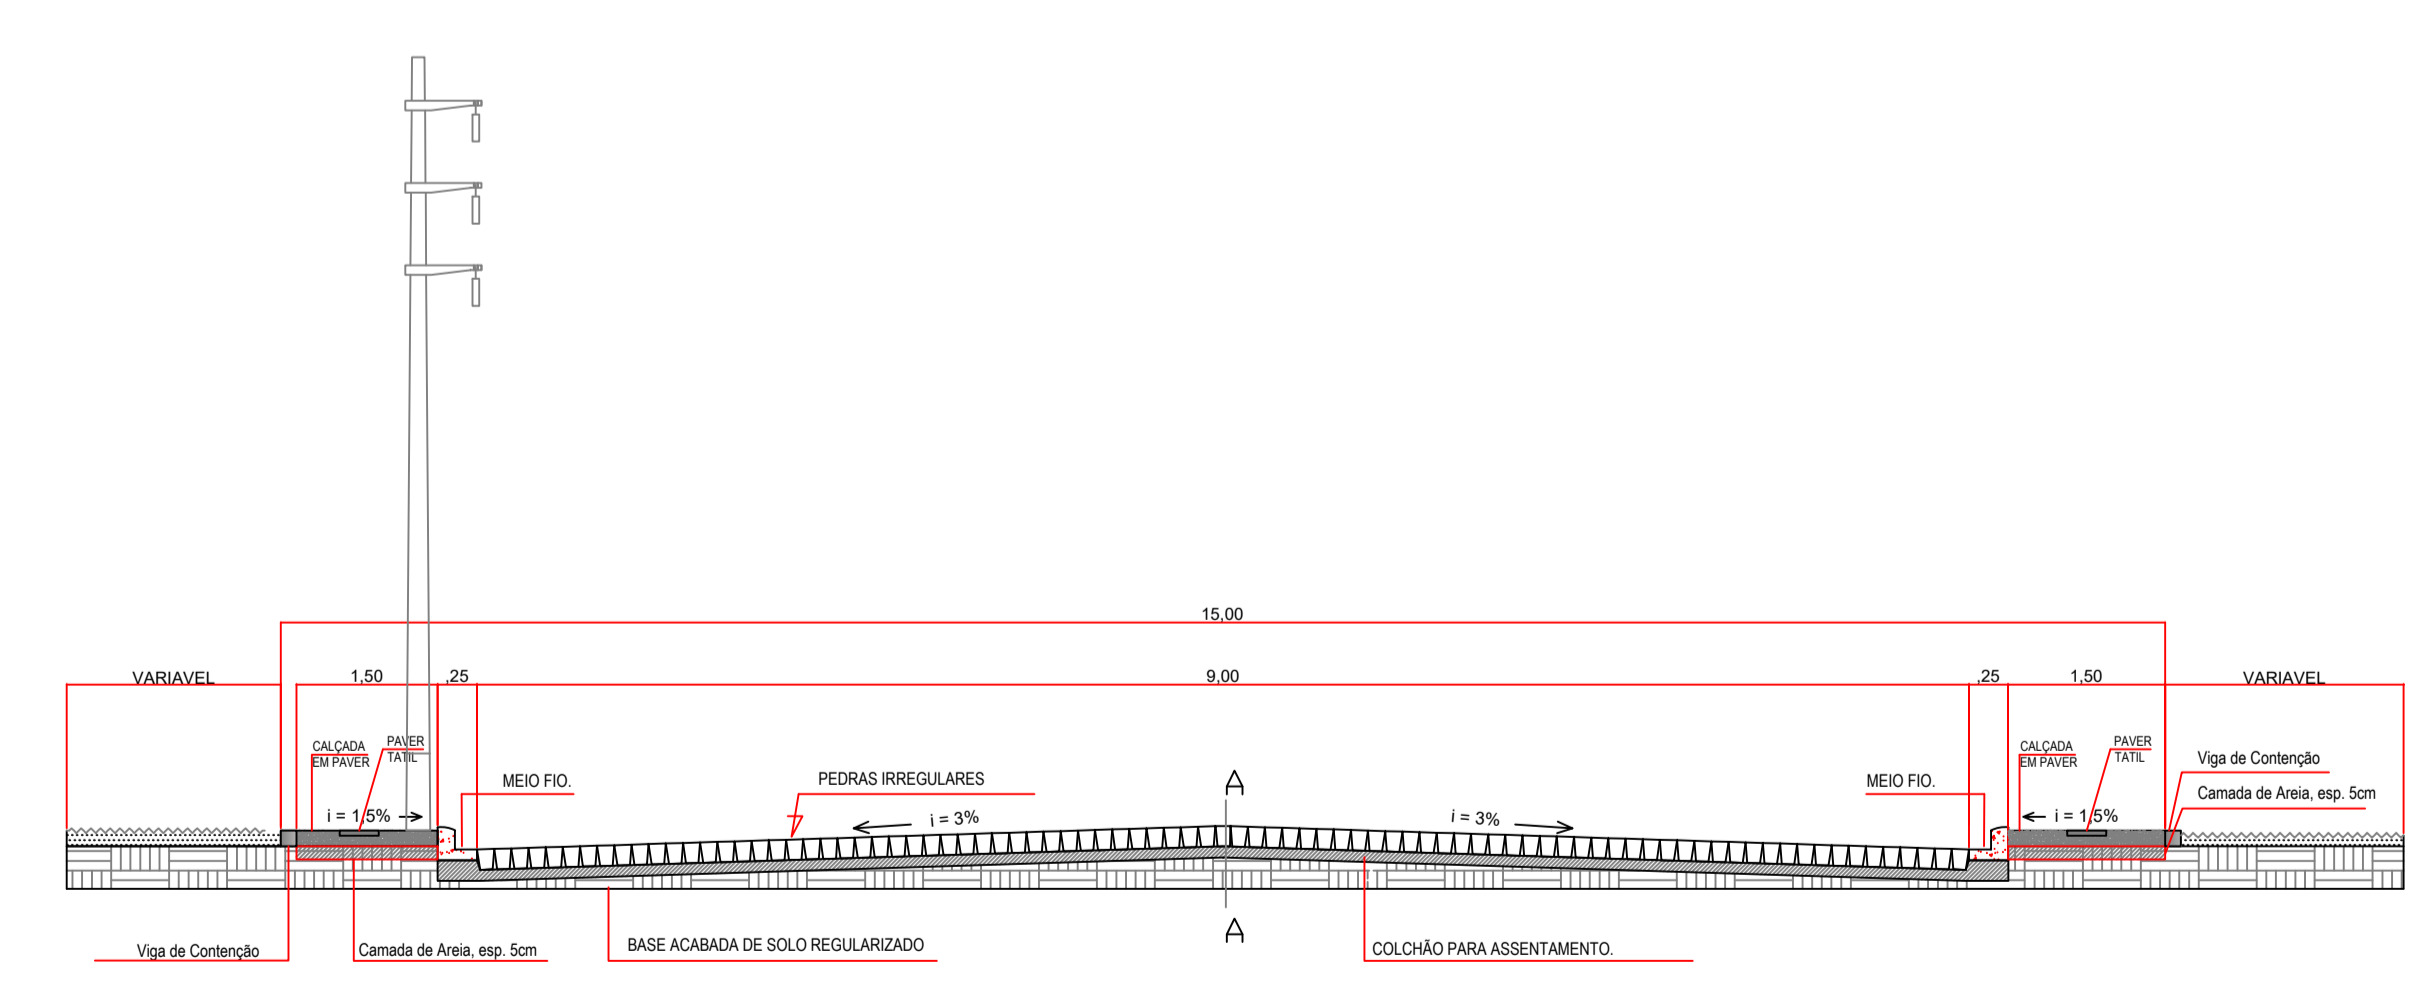 15,00
VARIAVEL
1,50
,25
9,00
,25
1,50
VARIAVEL
CALÇADA
EM PAVER
PAVER
TATIL
MEIO FIO.
PEDRAS IRREGULARES
A
MEIO FIO.
CALÇADA
EM PAVER
PAVER
TATIL
Viga de Contenção
Camada de Areia, esp. 5cm
i = 1,5%
i = 3%
i = 3%
i = 1,5%
Viga de Contenção
Camada de Areia, esp. 5cm
BASE ACABADA DE SOLO REGULARIZADO
A
COLCHÃO PARA ASSENTAMENTO.